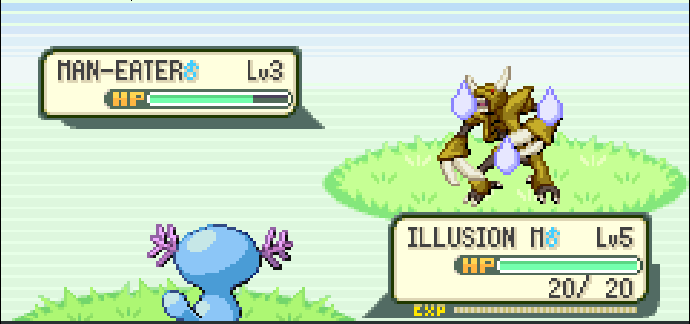 MAN-EATER♂ Lv3
HP
ILLUSION M♂ Lv5
HP
20/ 20
EXP